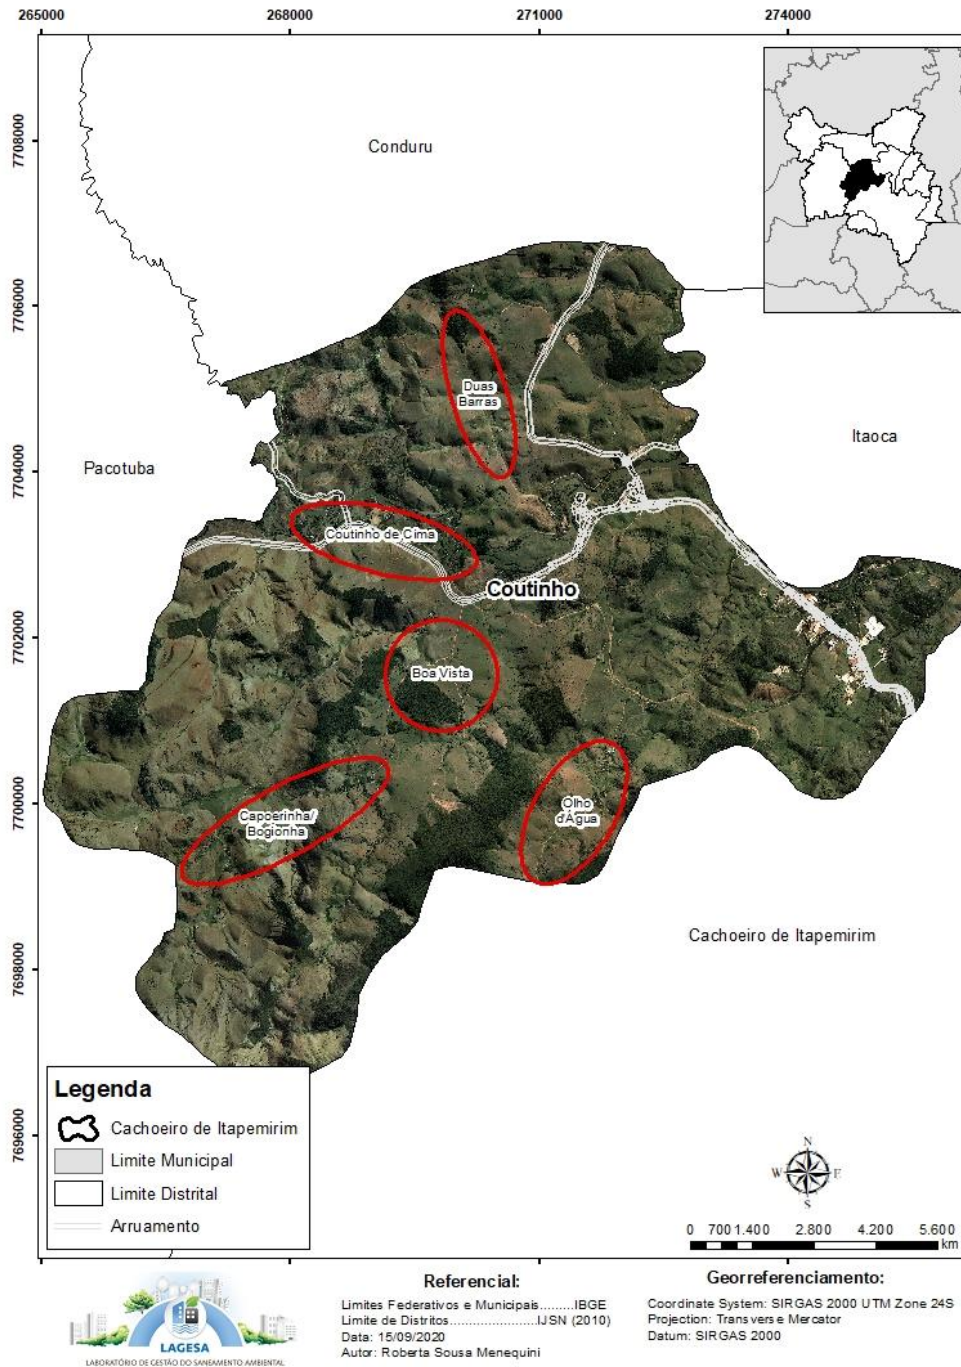 265000
268000
271000
274000
7708000
7706000
7704000
7702000
7700000
7698000
7696000
Conduru
Duas
Barras
Itaoca
Pacotuba
Coutinho de Cima
Coutinho
Boa Vista
Capoerinha/
Bogionha
Olho
d'Água
Cachoeiro de Itapemirim
Legenda
Cachoeiro de Itapemirim
Limite Municipal
Limite Distrital
Arruamento
N
W
E
S
0 700 1.400 2.800 4.200 5.600
km
LAGESA
LABORATÓRIO DE GESTÃO DO SANEAMENTO AMBIENTAL
Referencial:
Limites Federativos e Municipais.........IBGE
Limite de Distritos......................IJSN (2010)
Data: 15/09/2020
Autor: Roberta Sousa Menequini
Georreferenciamento:
Coordinate System: SIRGAS 2000 UTM Zone 24S
Projection: Transverse Mercator
Datum: SIRGAS 2000